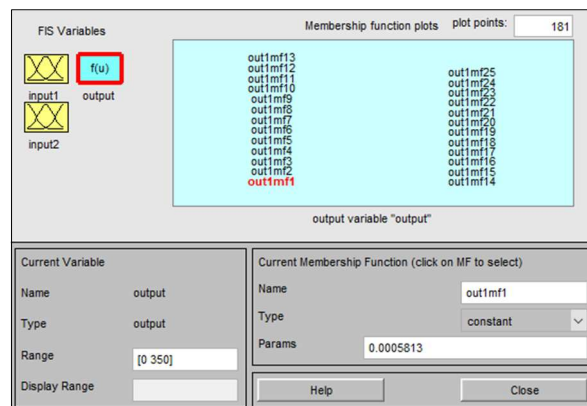 FIS Variables
Membership function plots plot points: 181
f(u)
input1 output
input2
out1mf13
out1mf12
out1mf11
out1mf10
out1mf9
out1mf8
out1mf7
out1mf6
out1mf5
out1mf4
out1mf3
out1mf2
out1mf1
out1mf25
out1mf24
out1mf23
out1mf22
out1mf21
out1mf20
out1mf19
out1mf18
out1mf17
out1mf16
out1mf15
out1mf14
output variable "output"
Current Variable
Name output
Type output
Range [0 350]
Display Range
Current Membership Function (click on MF to select)
Name out1mf1
Type constant
Params 0.0005813
Help Close